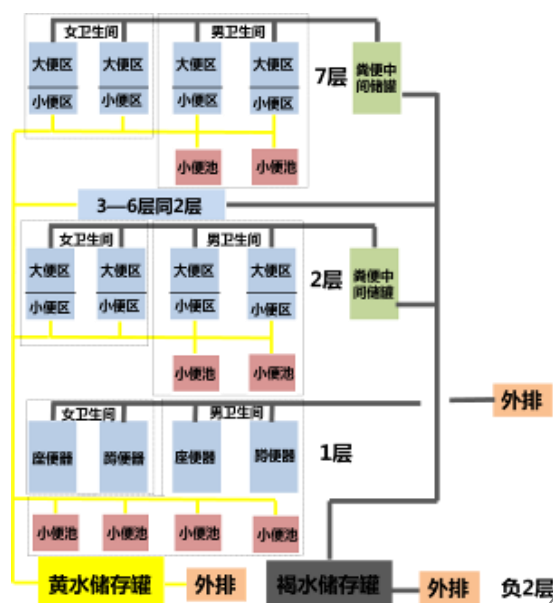 女卫生间 男卫生间
大便区 大便区 大便区 大便区 7层 粪便中
间储罐
小便区 小便区 小便区 小便区
小便池 小便池
3—6层同2层
女卫生间 男卫生间
大便区 大便区 大便区 大便区 2层 粪便中
间储罐
小便区 小便区 小便区 小便区
小便池 小便池
外排
女卫生间 男卫生间
座便器 蹲便器 座便器 蹲便器 1层
小便池 小便池 小便池 小便池
黄水储存罐 外排 褐水储存罐 外排 负2层